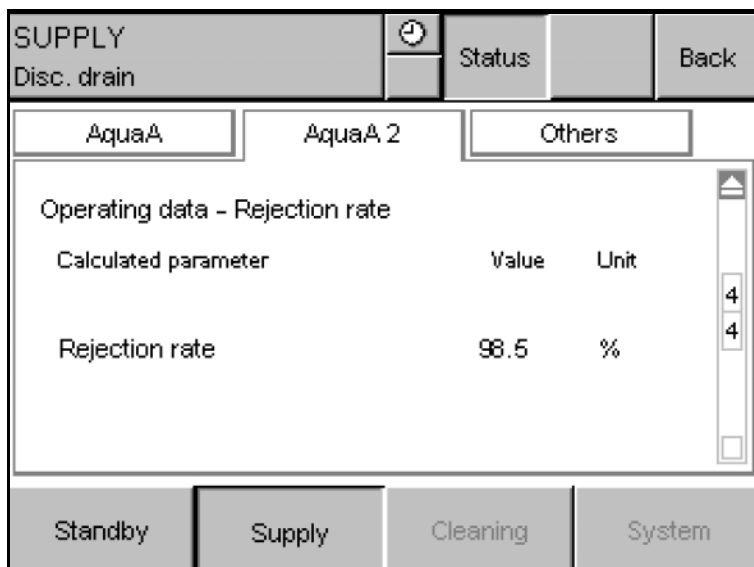 SUPPLY
Disc. drain
Status
Back
AquaA
AquaA 2
Others
Operating data - Rejection rate
Calculated parameter Value Unit
4
4
Rejection rate 98.5 %
Standby
Supply
Cleaning
System